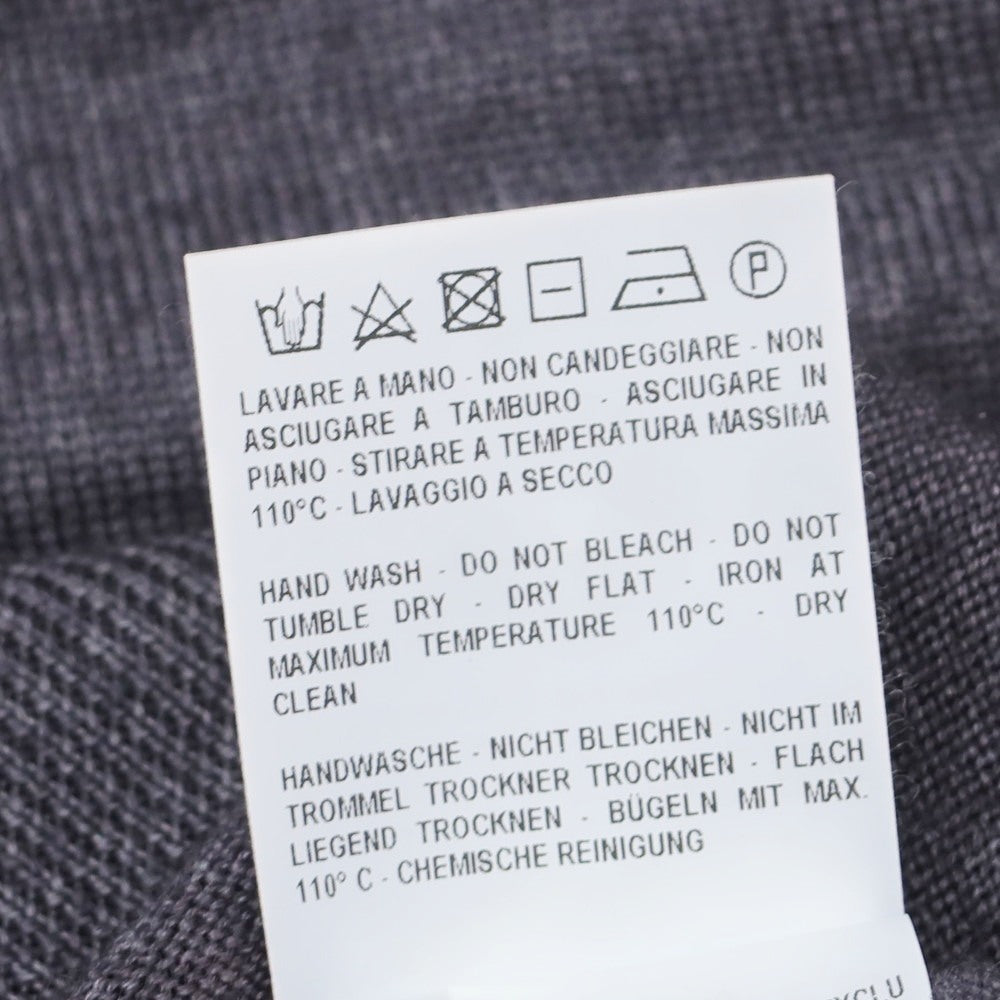 P
LAVARE A MANO - NON CANDEGGIARE - NON
ASCIUGARE A TAMBURO - ASCIUGARE IN
PIANO - STIRARE A TEMPERATURA MASSIMA
110°C - LAVAGGIO A SECCO
HAND WASH - DO NOT BLEACH - DO NOT
TUMBLE DRY - DRY FLAT - IRON AT
MAXIMUM TEMPERATURE 110°C - DRY
CLEAN
HANDWASCHE - NICHT BLEICHEN - NICHT IM
TROMMEL TROCKNER TROCKNEN - FLACH
LIEGEND TROCKNEN - BÜGELN MIT MAX.
110° C - CHEMISCHE REINIGUNG